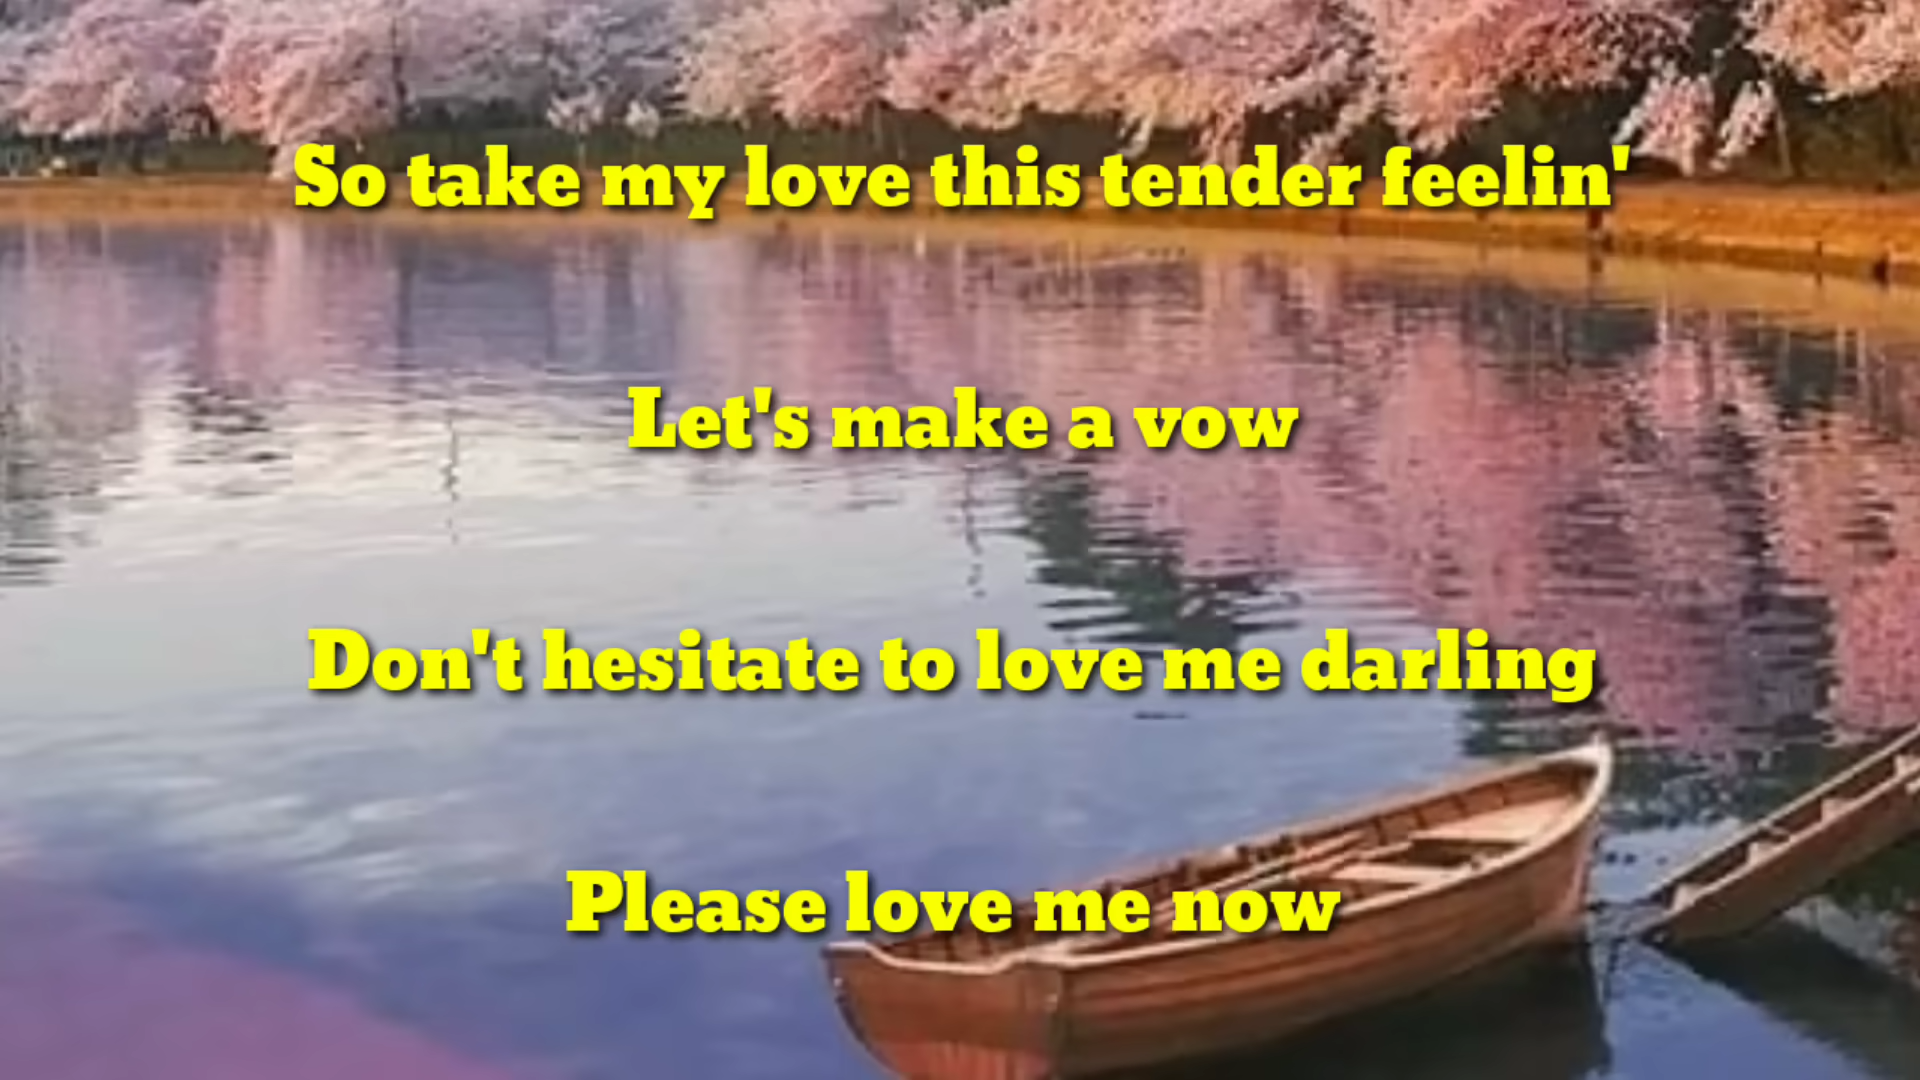 So take my love this tender feelin'
Let's make a vow
Don't hesitate to love me darling
Please love me now